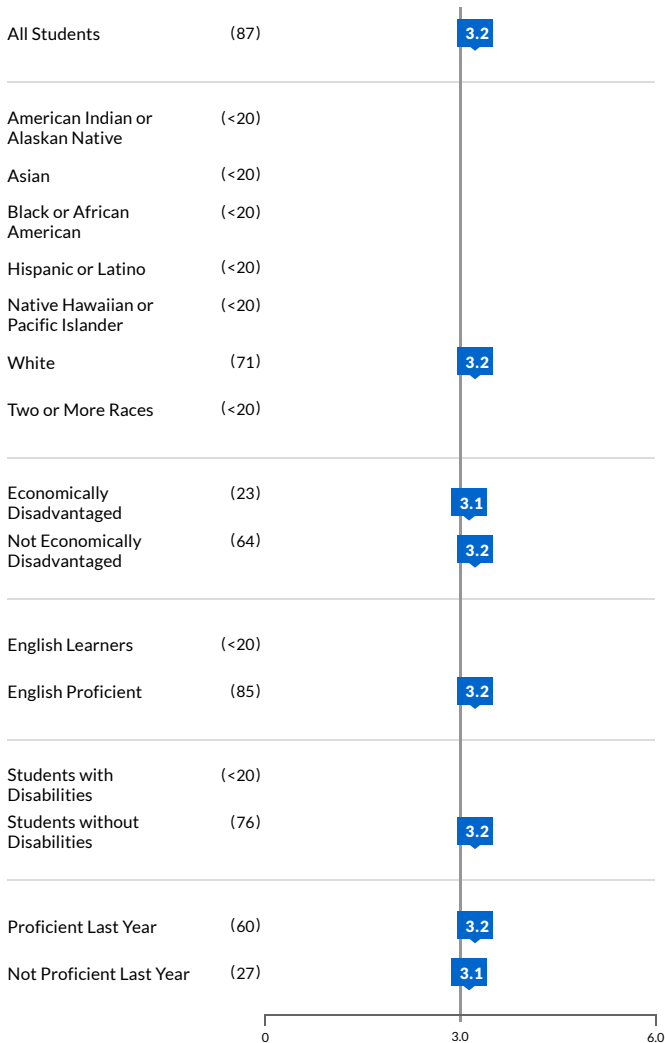 All Students (87) 3.2
American Indian or (<20)
Alaskan Native
Asian (<20)
Black or African (<20)
American
Hispanic or Latino (<20)
Native Hawaiian or (<20)
Pacific Islander
White (71) 3.2
Two or More Races (<20)
Economically (23) 3.1
Disadvantaged
Not Economically (64) 3.2
Disadvantaged
English Learners (<20)
English Proficient (85) 3.2
Students with (<20)
Disabilities
Students without (76) 3.2
Disabilities
Proficient Last Year (60) 3.2
Not Proficient Last Year (27) 3.1
0 3.0 6.0